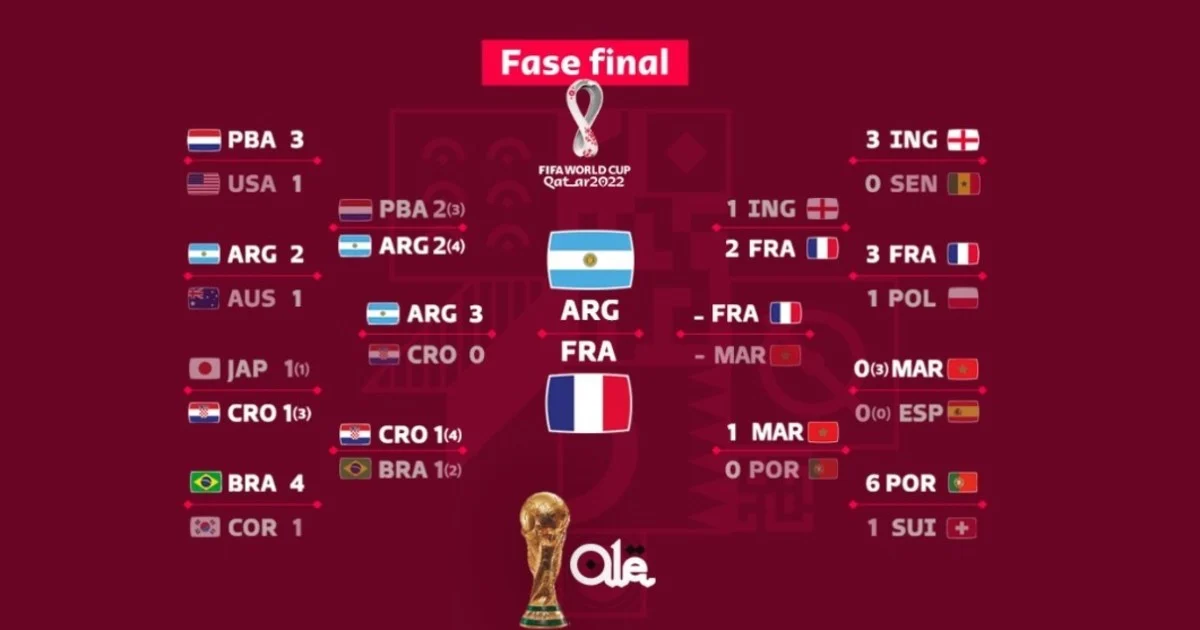 Fase final
FIFA WORLD CUP
Qatar2022
PBA 3
USA 1
ARG 2
AUS 1
JAP 1(1)
CRO 1(3)
BRA 4
COR 1
PBA 2(3)
ARG 2(4)
CRO 1(4)
BRA 1(2)
ARG 3
CRO 0
ARG
FRA
- FRA
- MAR
1 ING
2 FRA
1 MAR
0 POR
3 ING
0 SEN
3 FRA
1 POL
0(3) MAR
0(0) ESP
6 POR
1 SUI
Olé